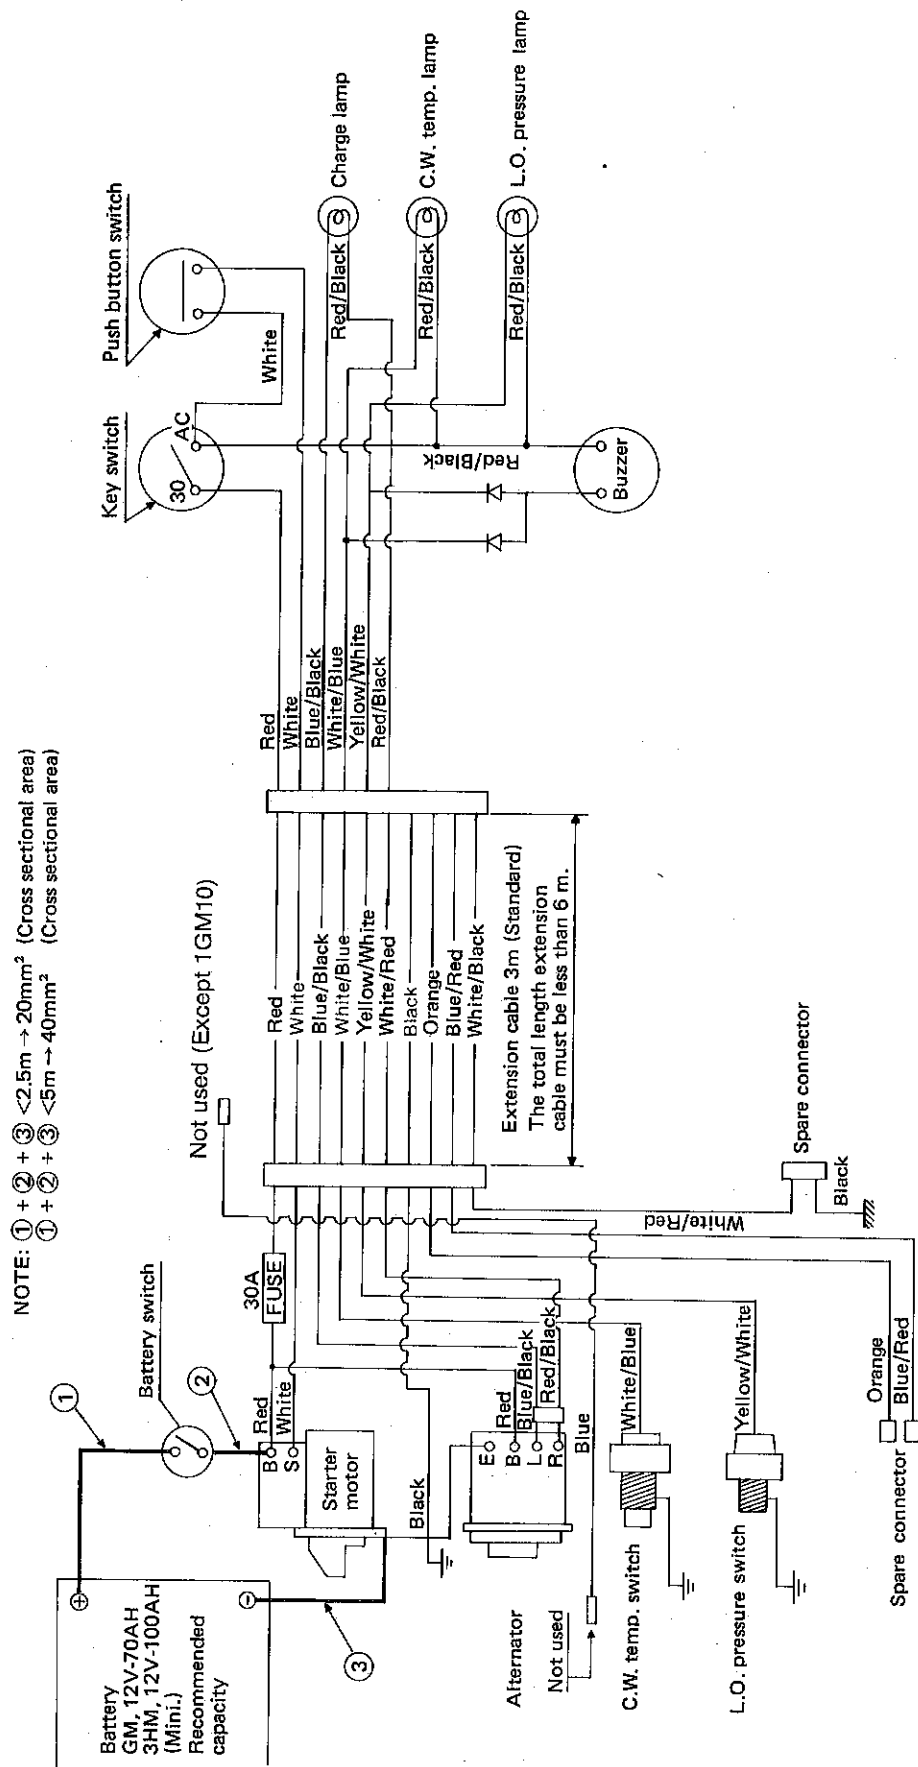 NOTE: ① + ② + ③ <2.5m → 20mm² (Cross sectional area)
① + ② + ③ <5m → 40mm² (Cross sectional area)
Battery
GM, 12V-70AH
3HM, 12V-100AH
(Mini.)
Recommended
capacity
⊕
⊖
①
②
③
Battery switch
Red
White
B
S
Starter
motor
30A
FUSE
Black
Not used (Except 1GM10)
Alternator
E
B
L
R
Red
Blue/Black
Red/Black
Not used
Blue
C.W. temp. switch
White/Blue
L.O. pressure switch
Yellow/White
Spare connector
Orange
Blue/Red
White/Red
Spare connector
Black
Red
White
Blue/Black
White/Blue
Yellow/White
White/Red
Black
Orange
Blue/Red
White/Black
Extension cable 3m (Standard)
The total length extension
cable must be less than 6 m.
Red
White
Blue/Black
White/Blue
Yellow/White
Red/Black
Key switch
30
AC
Push button switch
White
Red/Black
Buzzer
Red/Black
Charge lamp
Red/Black
C.W. temp. lamp
Red/Black
L.O. pressure lamp